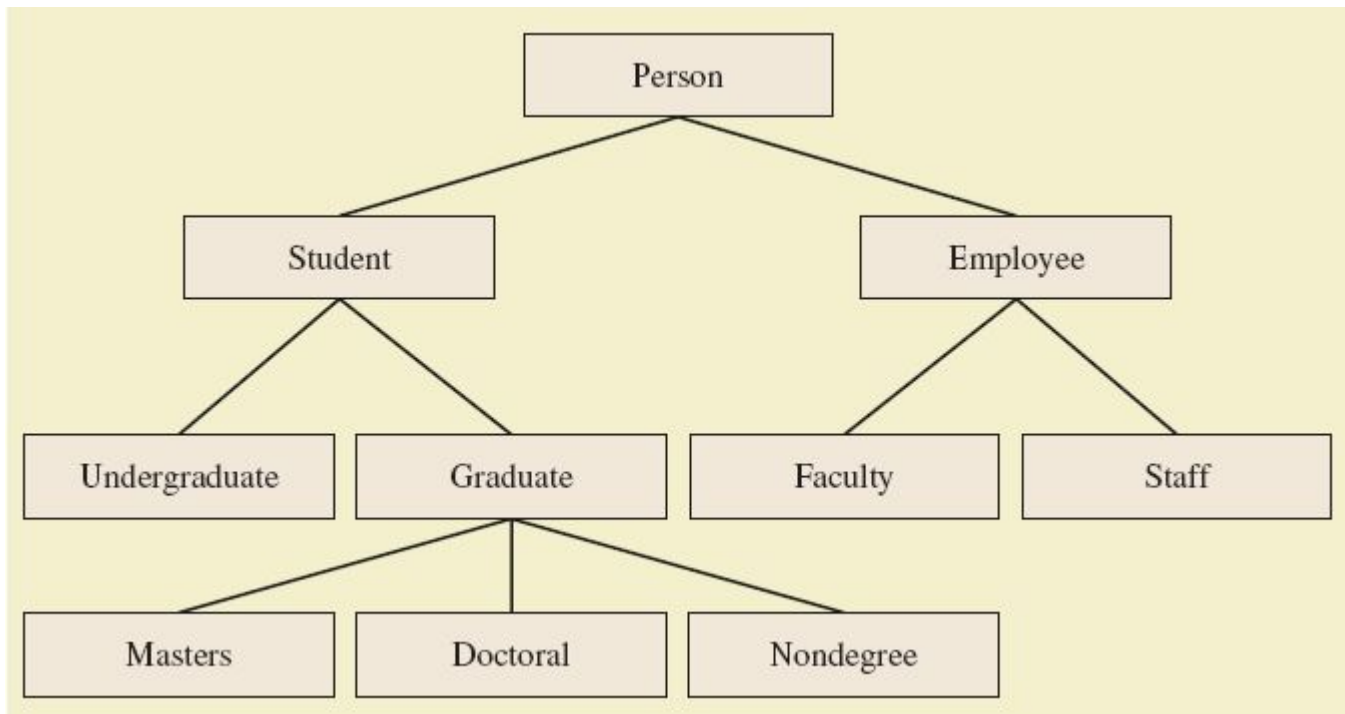 Person
Student
Employee
Undergraduate
Graduate
Faculty
Staff
Masters
Doctoral
Nondegree